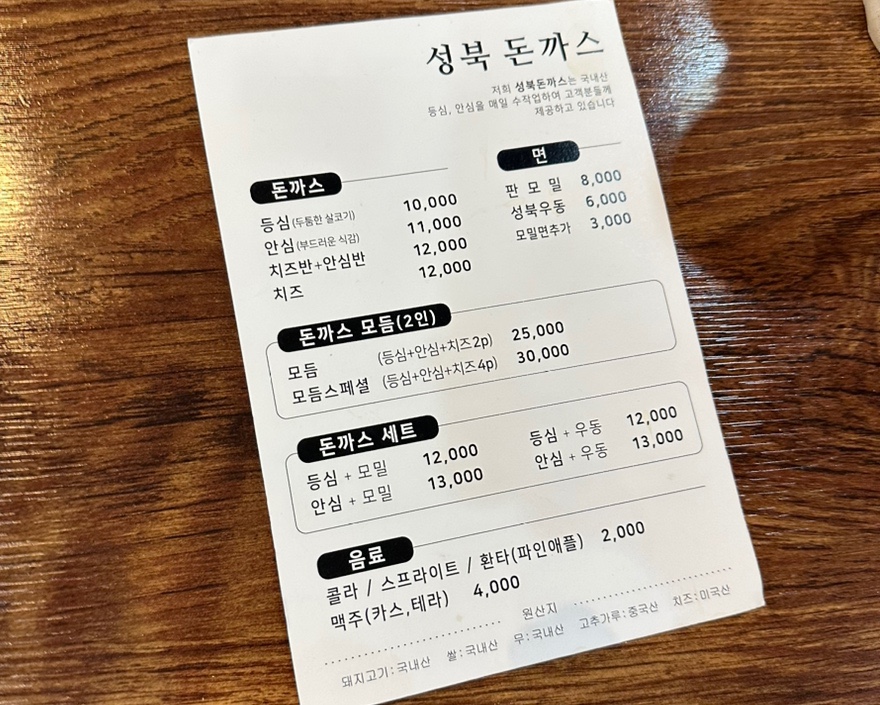 성북 돈까스
저희 성북돈까스는 국내산
등심, 안심을 매일 수작업하여 고객분들께
제공하고 있습니다
돈까스
등심(두툼한 살코기) 10,000
안심(부드러운 식감) 11,000
치즈반+안심반 12,000
치즈 12,000
면
판 모 밀 8,000
성북우동 6,000
모밀면추가 3,000
돈까스 모듬(2인)
모듬 (등심+안심+치즈2p) 25,000
모듬스페셜 (등심+안심+치즈4p) 30,000
돈까스 세트
등심 + 모밀 12,000
안심 + 모밀 13,000
등심 + 우동 12,000
안심 + 우동 13,000
음료
콜라 / 스프라이트 / 환타(파인애플) 2,000
맥주(카스,테라) 4,000
원산지
돼지고기:국내산 쌀:국내산 무:국내산 고추가루:중국산 치즈:미국산